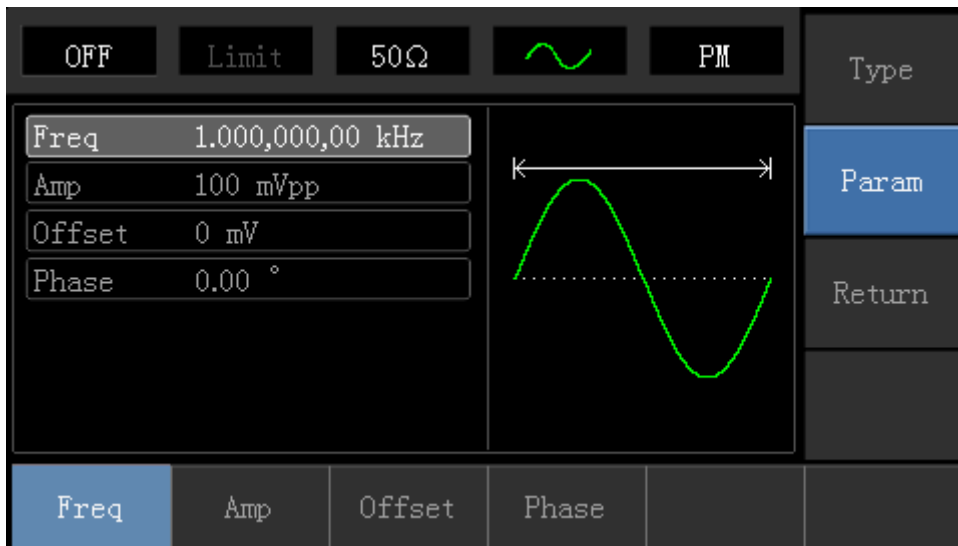 OFF Limit 50Ω PM
Type
Freq 1.000,000,00 kHz
Amp 100 mVpp
Offset 0 mV
Phase 0.00 °
Param
Return
Freq Amp Offset Phase